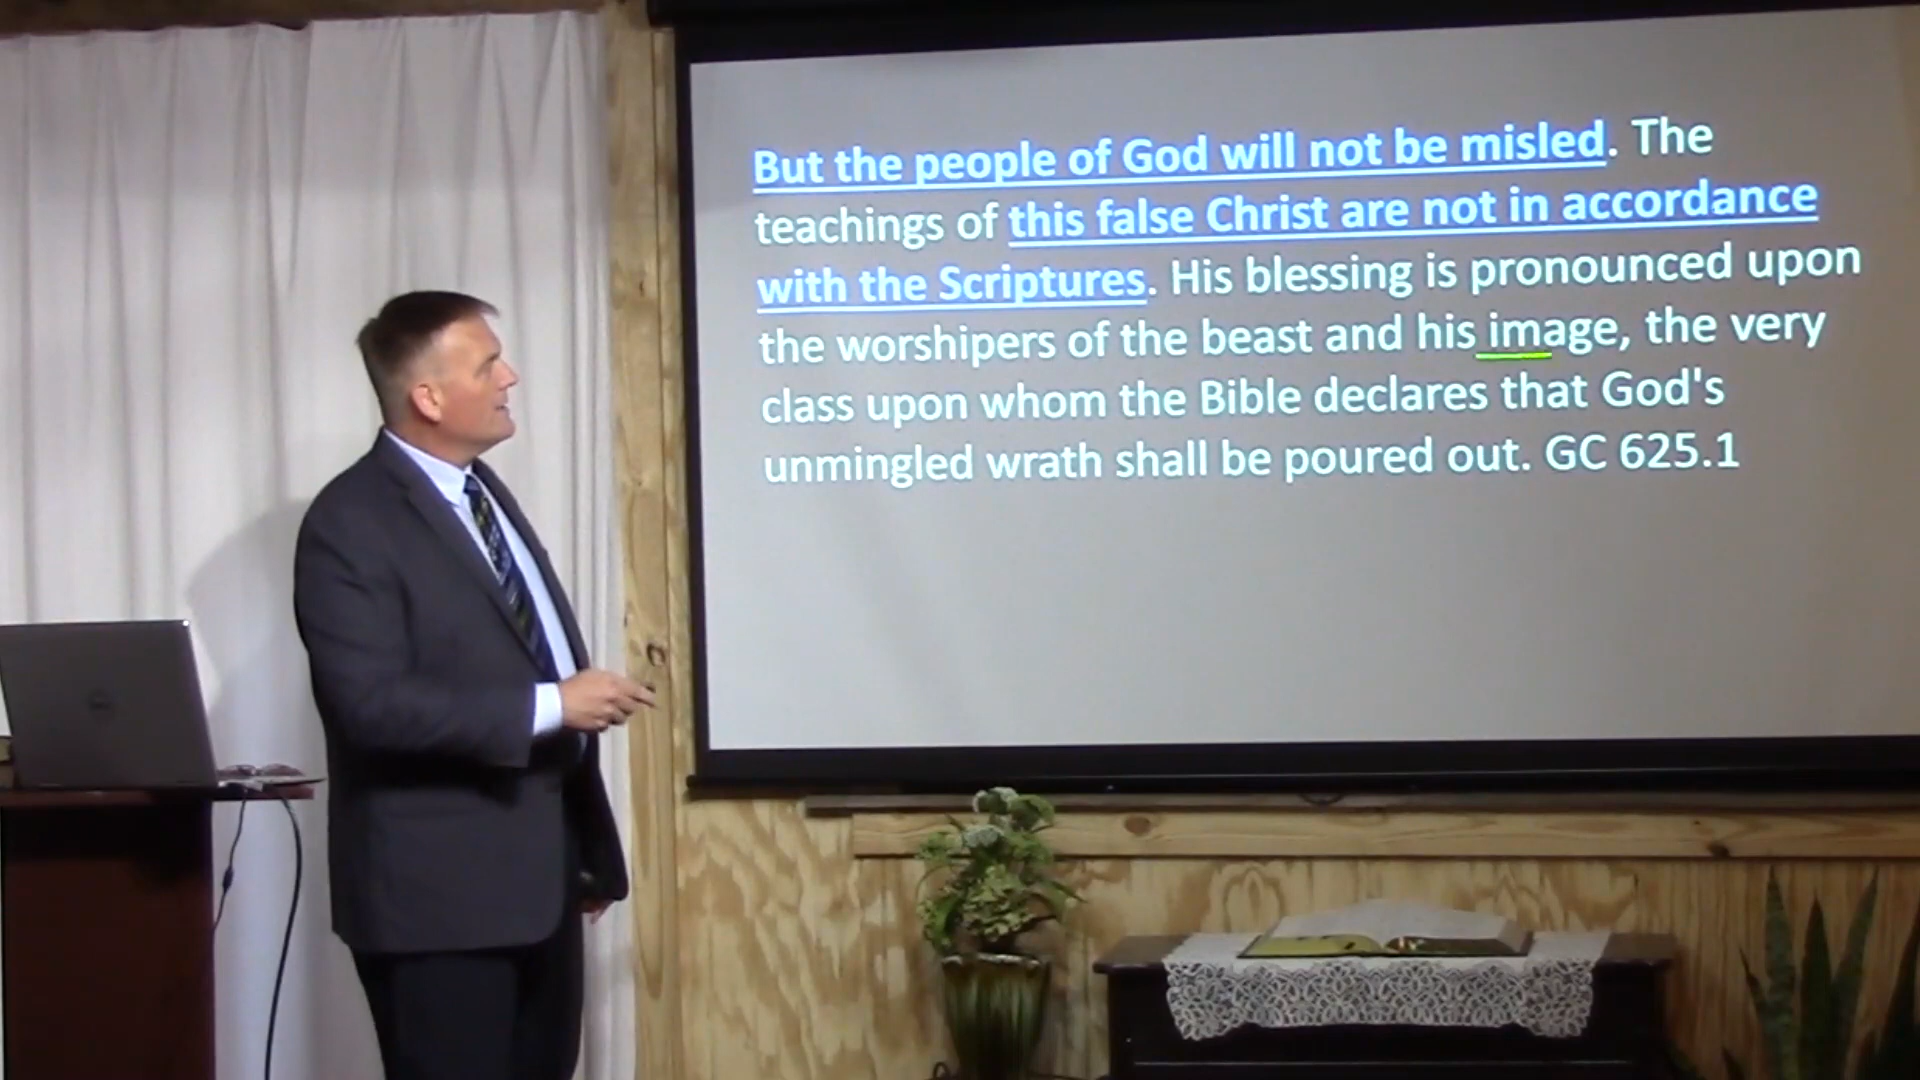 But the people of God will not be misled. The
teachings of this false Christ are not in accordance
with the Scriptures. His blessing is pronounced upon
the worshipers of the beast and his image, the very
class upon whom the Bible declares that God's
unmingled wrath shall be poured out. GC 625.1